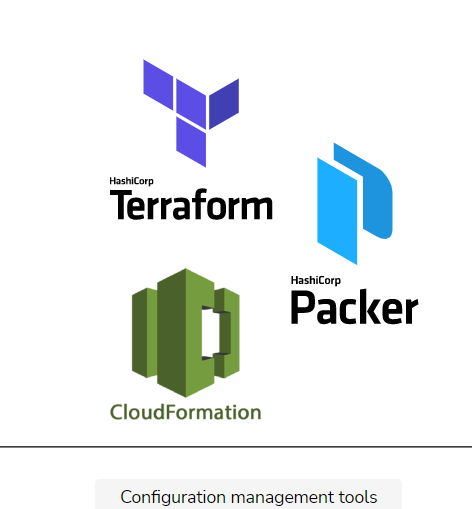 HashiCorp
Terraform
HashiCorp
Packer
CloudFormation
Configuration management tools